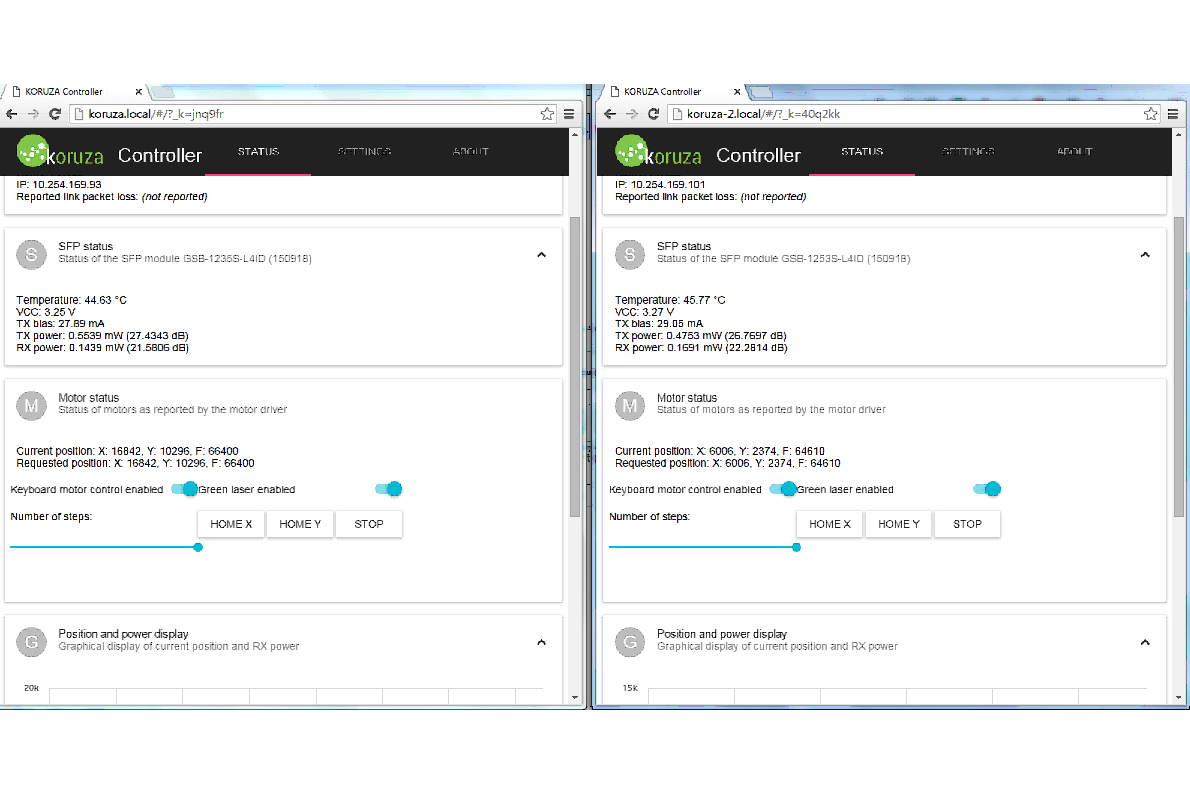 KORUZA Controller
koruza.local/#/?_k=jnq9fr
koruza Controller STATUS SETTINGS ABOUT
IP: 10.254.169.93
Reported link packet loss: (not reported)
S
SFP status
Status of the SFP module GSB-1235S-L4ID (150918)
Temperature: 44.63 °C
VCC: 3.25 V
TX bias: 27.89 mA
TX power: 0.5539 mW (27.4343 dB)
RX power: 0.1439 mW (21.5806 dB)
M
Motor status
Status of motors as reported by the motor driver
Current position: X: 16842, Y: 10296, F: 66400
Requested position: X: 16842, Y: 10296, F: 66400
Keyboard motor control enabled Green laser enabled
Number of steps: HOME X HOME Y STOP
G
Position and power display
Graphical display of current position and RX power
20k
KORUZA Controller
koruza-2.local/#/?_k=40q2kk
koruza Controller STATUS SETTINGS ABOUT
IP: 10.254.169.101
Reported link packet loss: (not reported)
S
SFP status
Status of the SFP module GSB-1253S-L4ID (150918)
Temperature: 45.77 °C
VCC: 3.27 V
TX bias: 29.05 mA
TX power: 0.4753 mW (26.7697 dB)
RX power: 0.1691 mW (22.2814 dB)
M
Motor status
Status of motors as reported by the motor driver
Current position: X: 6006, Y: 2374, F: 64610
Requested position: X: 6006, Y: 2374, F: 64610
Keyboard motor control enabled Green laser enabled
Number of steps: HOME X HOME Y STOP
G
Position and power display
Graphical display of current position and RX power
15k